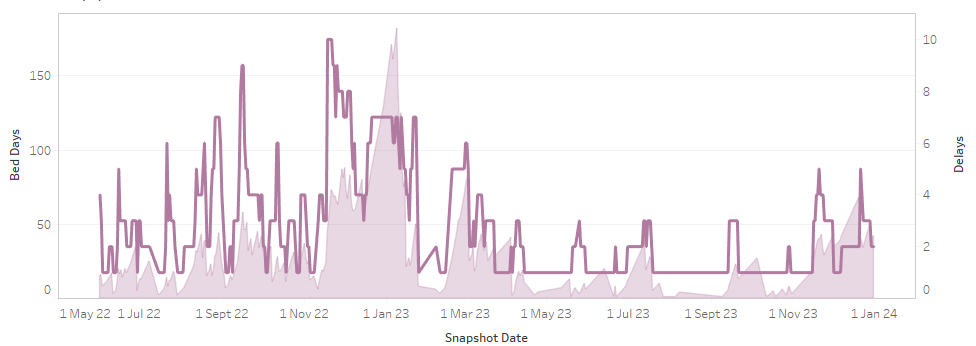 150
100
50
0
Bed Days
10
8
6
4
2
0
Delays
1 May 22 1 Jul 22 1 Sept 22 1 Nov 22 1 Jan 23 1 Mar 23 1 May 23 1 Jul 23 1 Sept 23 1 Nov 23 1 Jan 24
Snapshot Date